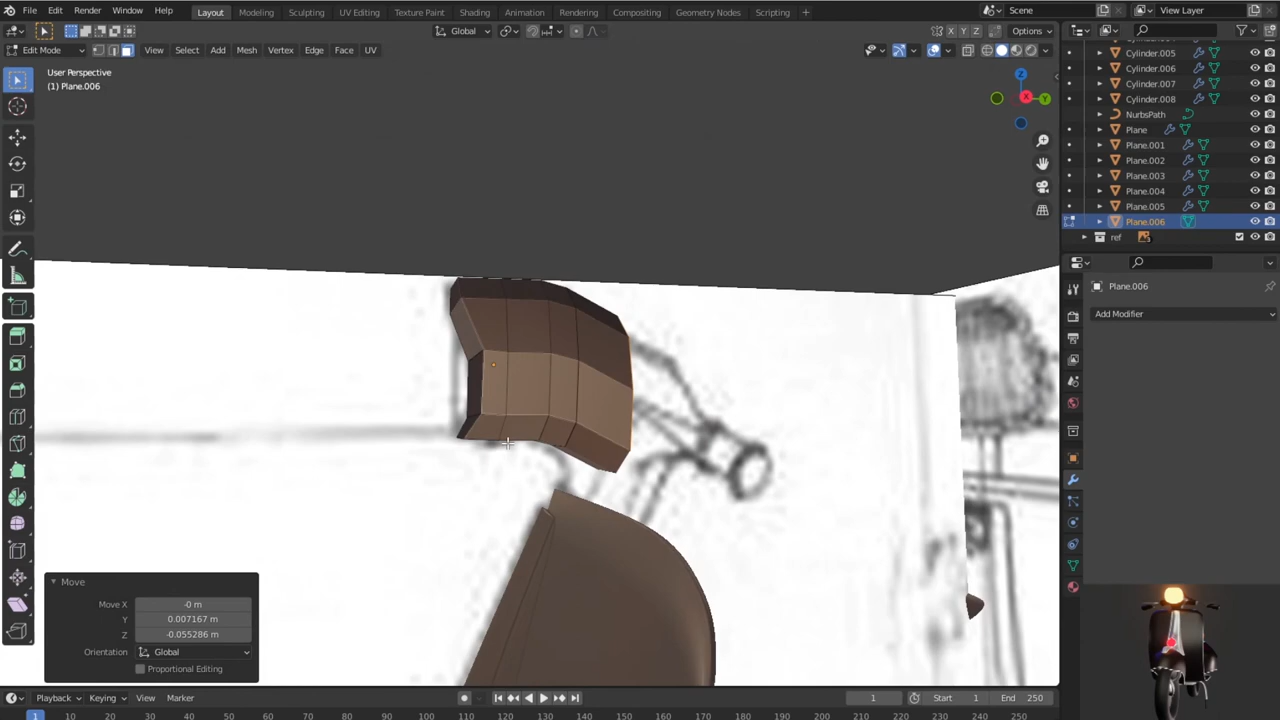 File Edit Render Window Help Layout Modeling Sculpting UV Editing Texture Paint Shading Animation Rendering Compositing Geometry Nodes Scripting + Scene View Layer
Global Options
Edit Mode View Select Add Mesh Vertex Edge Face UV X Y Z
User Perspective
(1) Plane.006
Z
X
Y
Cylinder.005
Cylinder.006
Cylinder.007
Cylinder.008
NurbsPath
Plane
Plane.001
Plane.002
Plane.003
Plane.004
Plane.005
Plane.006
ref
Plane.006
Add Modifier
Move
Move X -0 m
Y 0.007167 m
Z -0.055286 m
Orientation Global
Proportional Editing
Playback Keying View Marker 1 Start 1 End 250
1 10 20 30 40 50 60 70 80 90 100 110 120 130 140 150 160 170 180 190 200 210 220 230 240 250